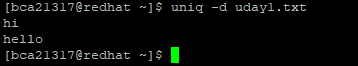 [bca21317@redhat ~]$ uniq -d uday1.txt
hi
hello
[bca21317@redhat ~]$